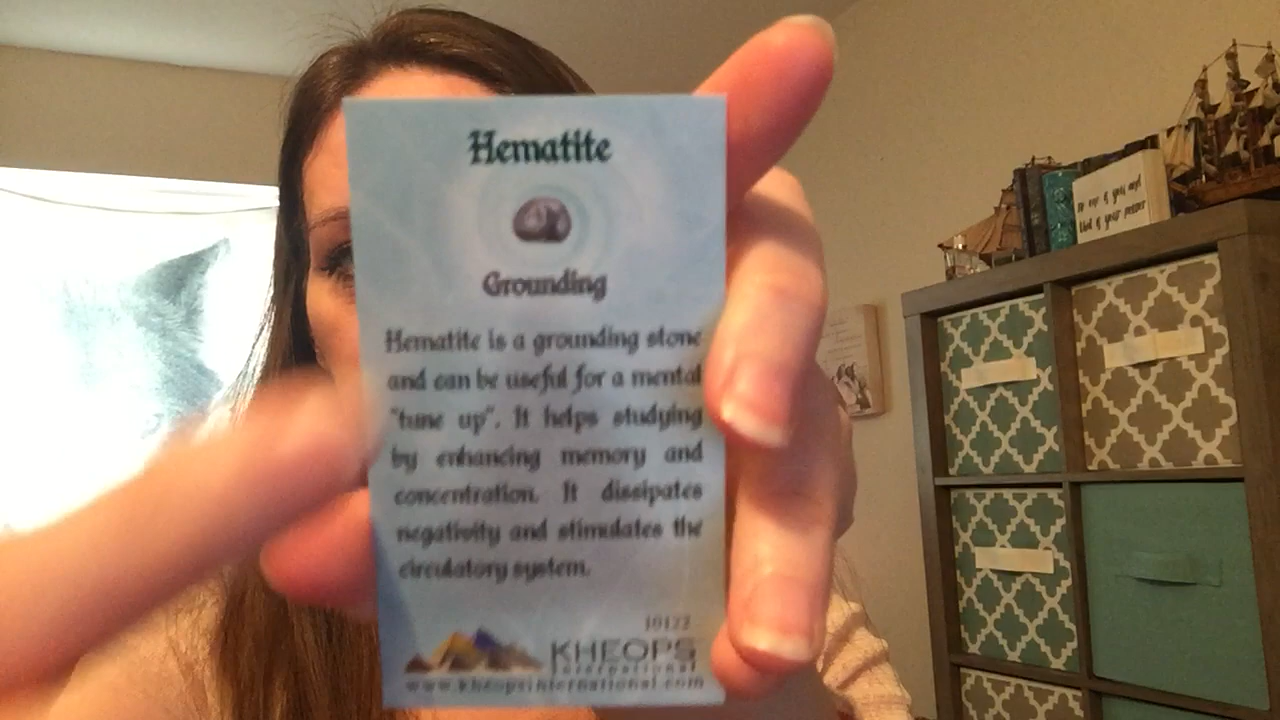 Hematite
Grounding
Hematite is a grounding stone
and can be useful for a mental
"tune up". It helps studying
by enhancing memory and
concentration. It dissipates
negativity and stimulates the
circulatory system.
10122
KHEOPS
International
www.kheopsinternational.com